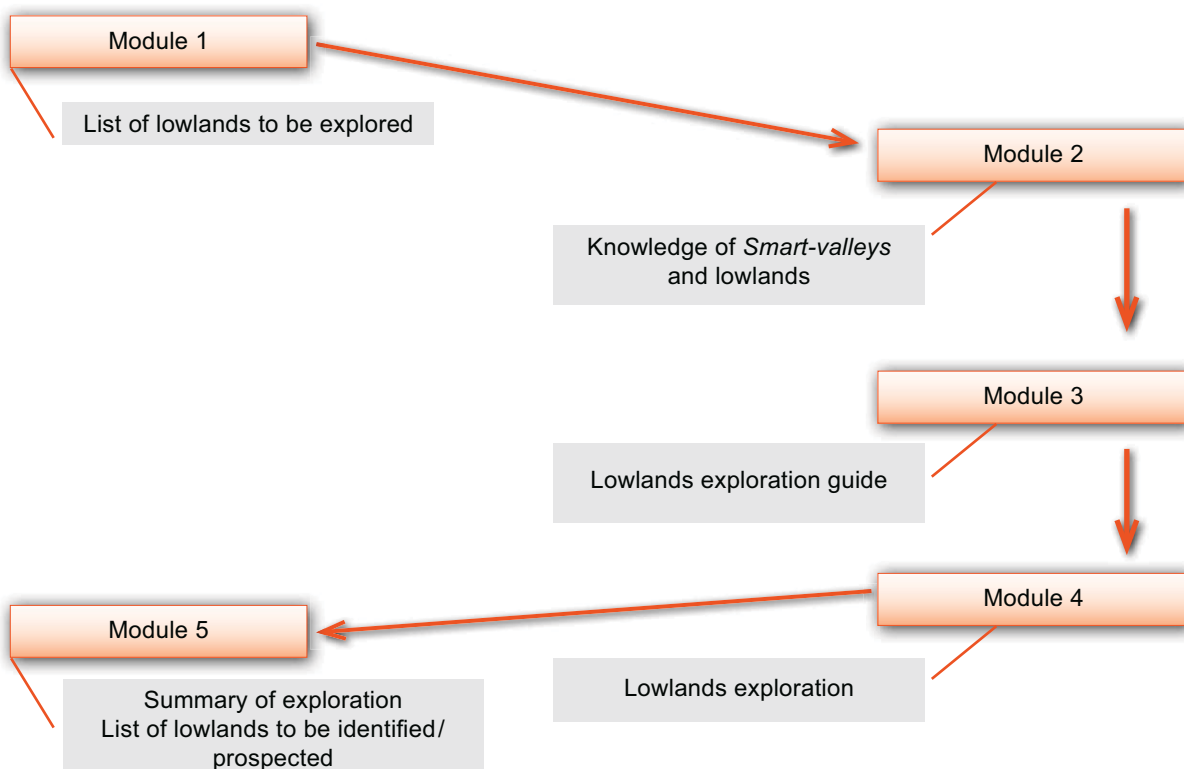 Module 1
List of lowlands to be explored
Module 2
Knowledge of Smart-valleys
and lowlands
Module 3
Lowlands exploration guide
Module 4
Lowlands exploration
Module 5
Summary of exploration
List of lowlands to be identified/
prospected